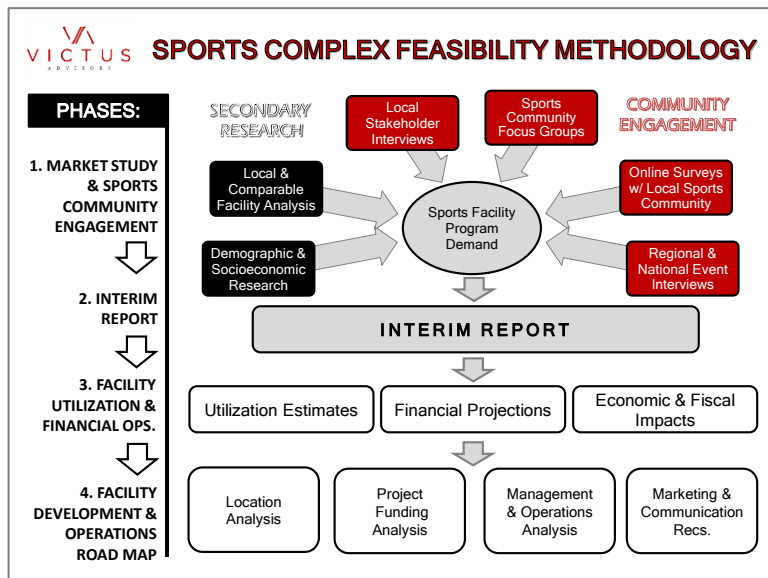 VICTUS
ADVISORS
SPORTS COMPLEX FEASIBILITY METHODOLOGY
PHASES:
1. MARKET STUDY
& SPORTS
COMMUNITY
ENGAGEMENT
2. INTERIM
REPORT
3. FACILITY
UTILIZATION &
FINANCIAL OPS.
4. FACILITY
DEVELOPMENT &
OPERATIONS
ROAD MAP
SECONDARY
RESEARCH
Local
Stakeholder
Interviews
Sports
Community
Focus Groups
COMMUNITY
ENGAGEMENT
Local &
Comparable
Facility Analysis
Online Surveys
w/ Local Sports
Community
Sports Facility
Program
Demand
Demographic &
Socioeconomic
Research
Regional &
National Event
Interviews
INTERIM REPORT
Utilization Estimates
Financial Projections
Economic & Fiscal
Impacts
Location
Analysis
Project
Funding
Analysis
Management
& Operations
Analysis
Marketing &
Communication
Recs.